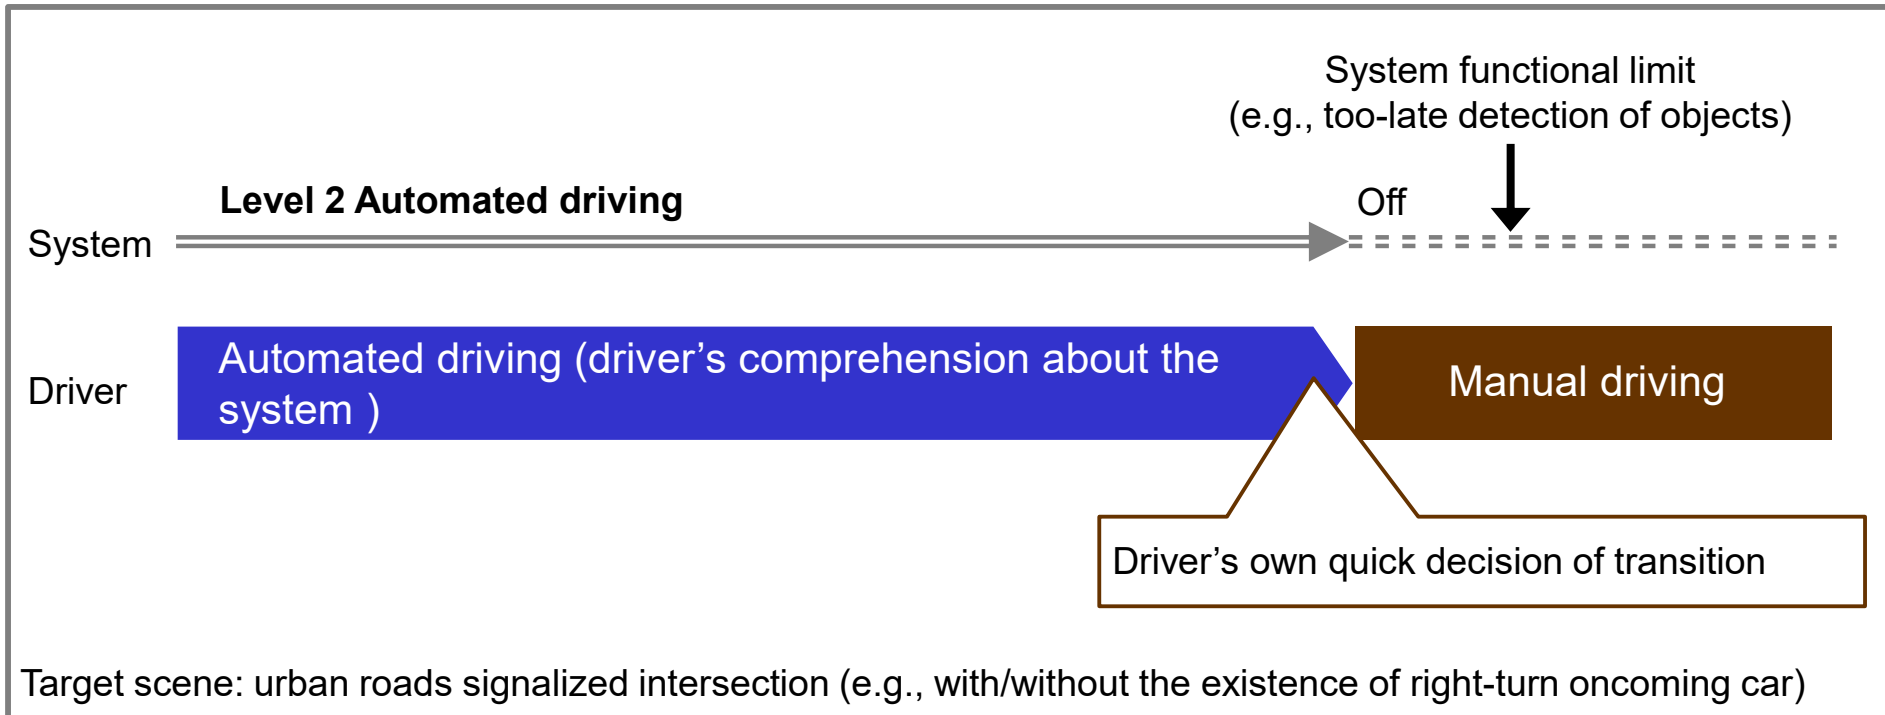 System functional limit
(e.g., too-late detection of objects)
Level 2 Automated driving
Off
System
Automated driving (driver’s comprehension about the
system )
Driver
Manual driving
Driver’s own quick decision of transition
Target scene: urban roads signalized intersection (e.g., with/without the existence of right-turn oncoming car)